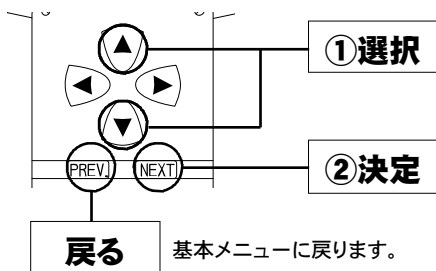 ①選択
PREV.
NEXT
②決定
戻る
基本メニューに戻ります。